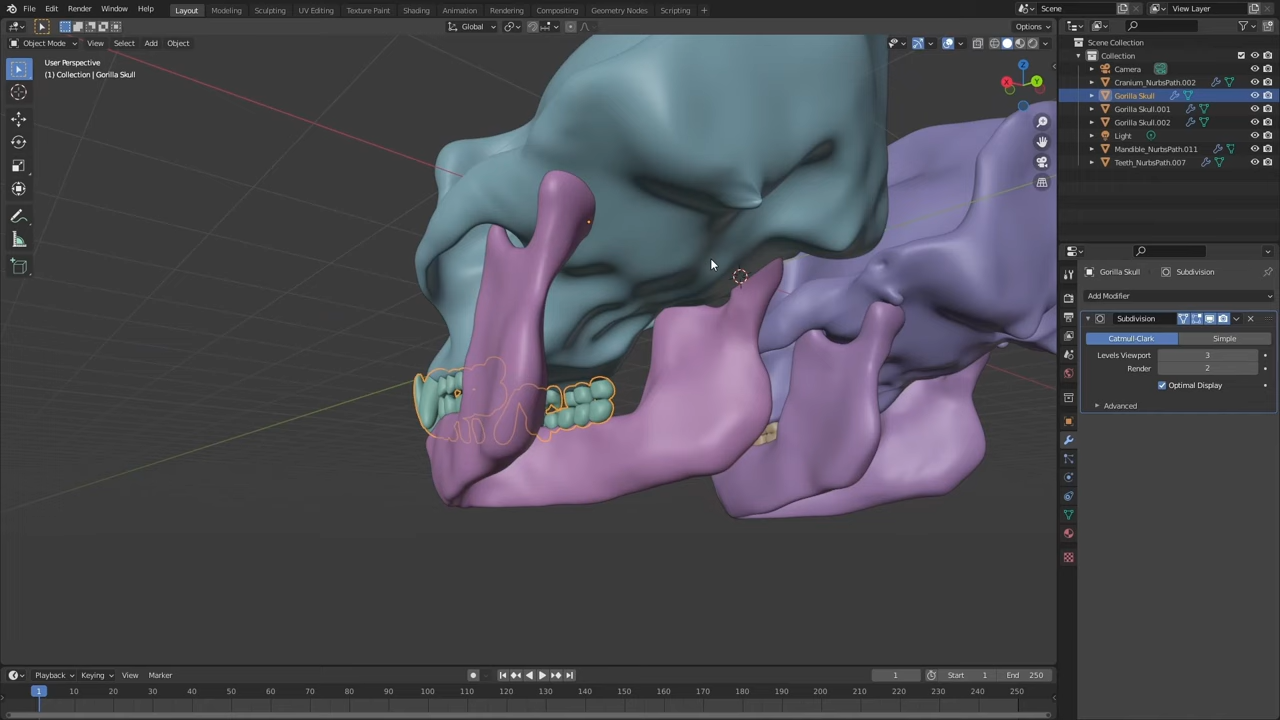 File Edit Render Window Help Layout Modeling Sculpting UV Editing Texture Paint Shading Animation Rendering Compositing Geometry Nodes Scripting Scene View Layer
Global Options
Object Mode View Select Add Object
User Perspective
(1) Collection | Gorilla Skull
Scene Collection
Collection
Camera
Cranium_NurbsPath.002
Gorilla Skull
Gorilla Skull.001
Gorilla Skull.002
Light
Mandible_NurbsPath.011
Teeth_NurbsPath.007
Gorilla Skull Subdivision
Add Modifier
Subdivision
Catmull-Clark Simple
Levels Viewport 3
Render 2
Optimal Display
Advanced
X Y Z
Playback Keying View Marker 1 Start 1 End 250
1 10 20 30 40 50 60 70 80 90 100 110 120 130 140 150 160 170 180 190 200 210 220 230 240 250